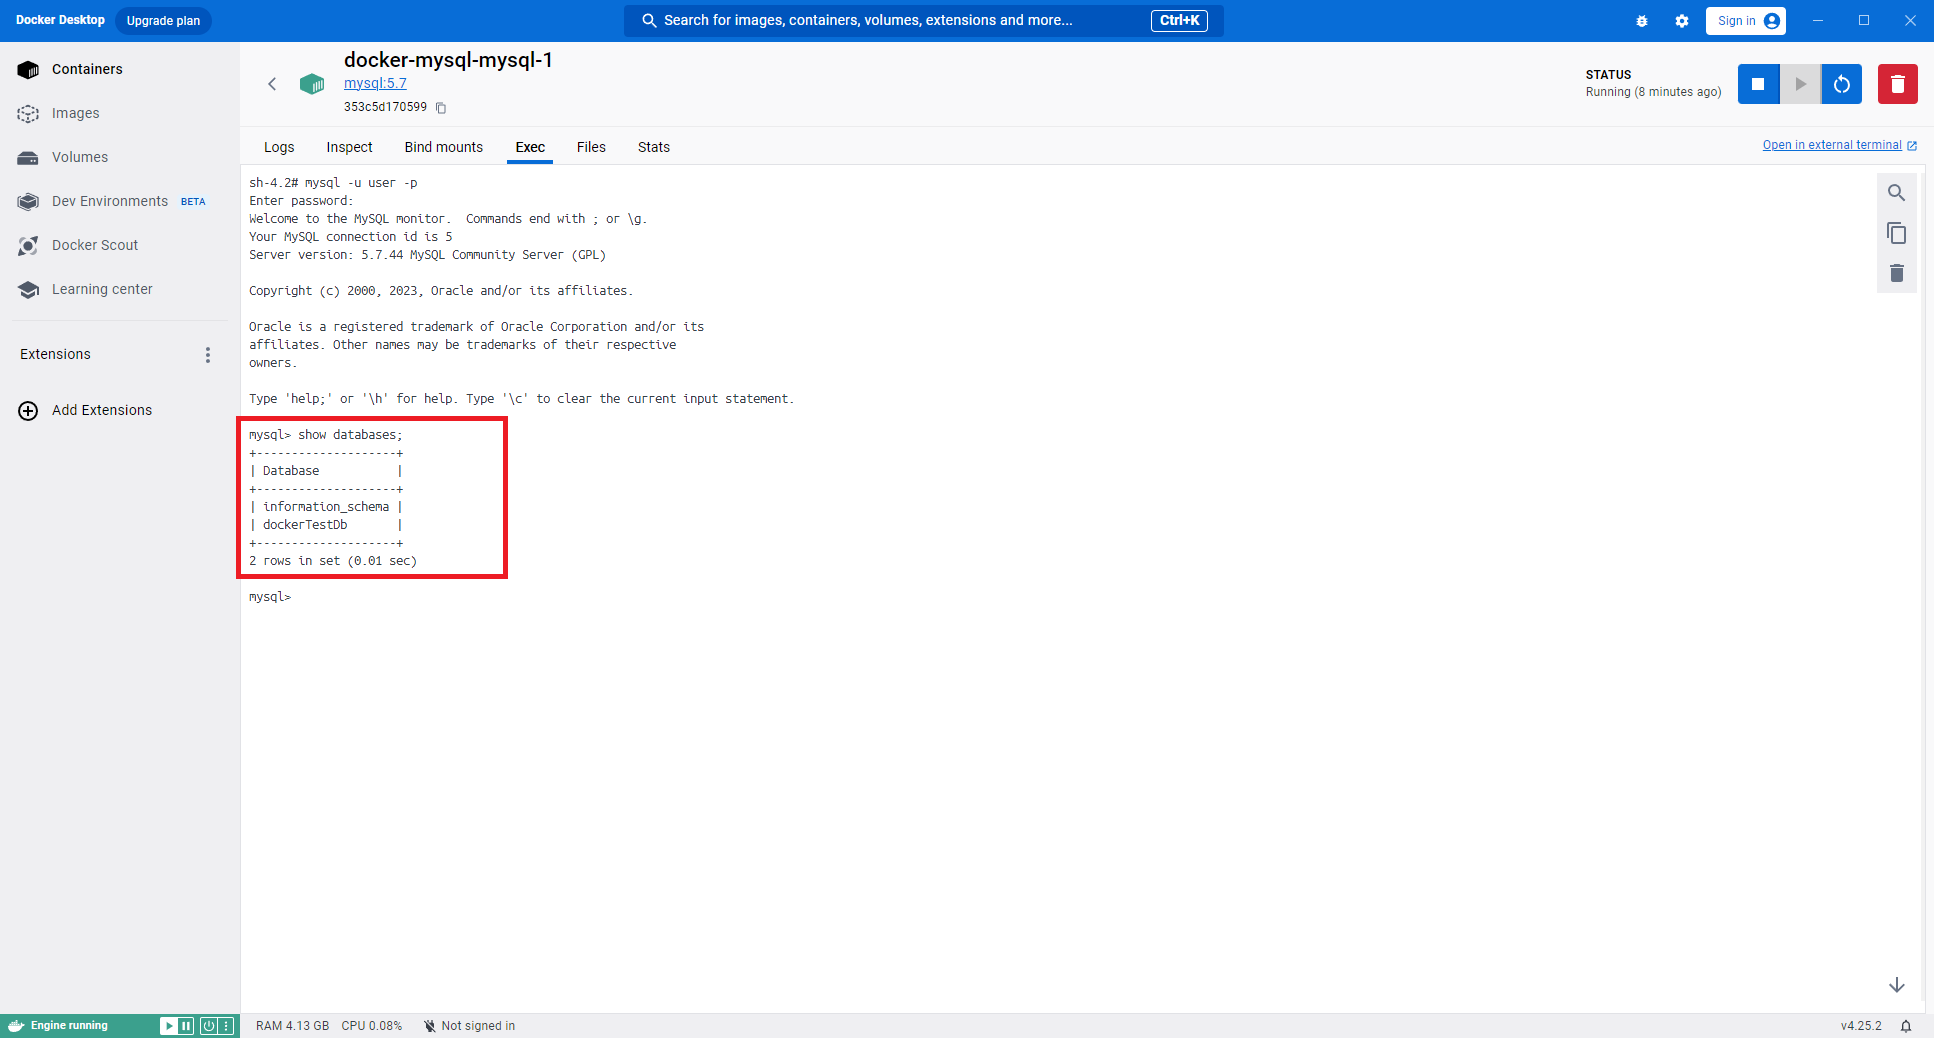 Docker Desktop Upgrade plan Search for images, containers, volumes, extensions and more... Ctrl+K Sign in
Containers
Images
Volumes
Dev Environments BETA
Docker Scout
Learning center
Extensions
Add Extensions
docker-mysql-mysql-1
mysql:5.7
353c5d170599
STATUS
Running (8 minutes ago)
Logs Inspect Bind mounts Exec Files Stats
Open in external terminal
sh-4.2# mysql -u user -p
Enter password:
Welcome to the MySQL monitor.  Commands end with ; or \g.
Your MySQL connection id is 5
Server version: 5.7.44 MySQL Community Server (GPL)
Copyright (c) 2000, 2023, Oracle and/or its affiliates.
Oracle is a registered trademark of Oracle Corporation and/or its
affiliates. Other names may be trademarks of their respective
owners.
Type 'help;' or '\h' for help. Type '\c' to clear the current input statement.
mysql> show databases;
+--------------------+
| Database           |
+--------------------+
| information_schema |
| dockerTestDb       |
+--------------------+
2 rows in set (0.01 sec)
mysql>
Engine running
RAM 4.13 GB CPU 0.08% Not signed in
v4.25.2